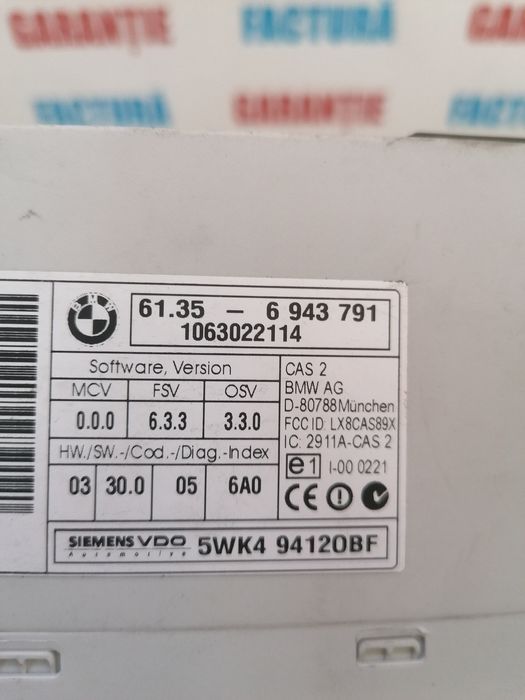 GARANȚIE FACTURĂ
FACTURĂ GARANȚIE
BMW
61.35 – 6 943 791
1063022114
Software, Version
MCV FSV OSV
0.0.0 6.3.3 3.3.0
HW./SW.-/Cod.-/Diag.-Index
03 30.0 05 6A0
CAS 2
BMW AG
D-80788 München
FCC ID: LX8CAS89X
IC: 2911A-CAS 2
e1 I-00 0221
CE
SIEMENS VDO
Automotive
5WK4 94120BF